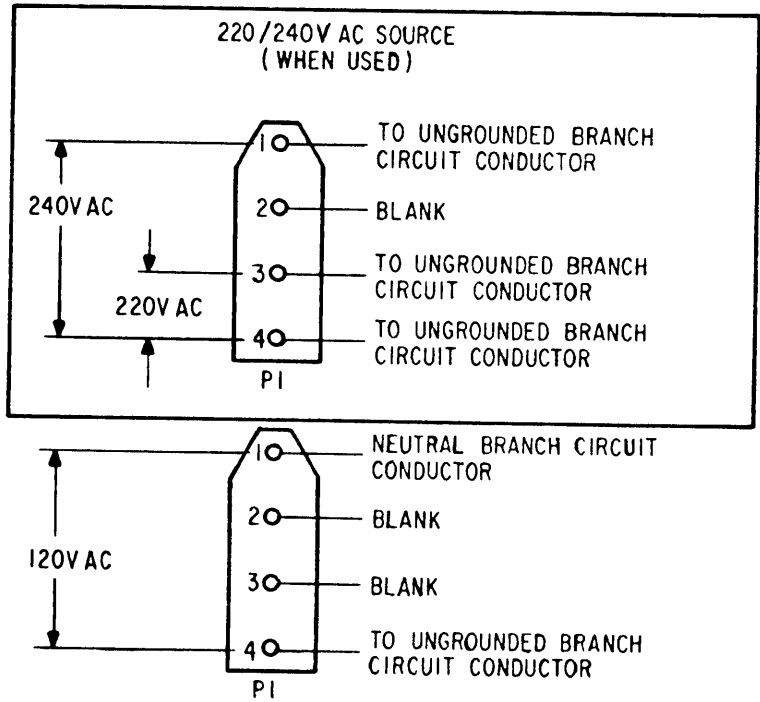 220/240V AC SOURCE
(WHEN USED)
1
TO UNGROUNDED BRANCH
CIRCUIT CONDUCTOR
240V AC
2
BLANK
3
TO UNGROUNDED BRANCH
CIRCUIT CONDUCTOR
220V AC
4
TO UNGROUNDED BRANCH
CIRCUIT CONDUCTOR
P1
1
NEUTRAL BRANCH CIRCUIT
CONDUCTOR
2
BLANK
120V AC
3
BLANK
4
TO UNGROUNDED BRANCH
CIRCUIT CONDUCTOR
P1